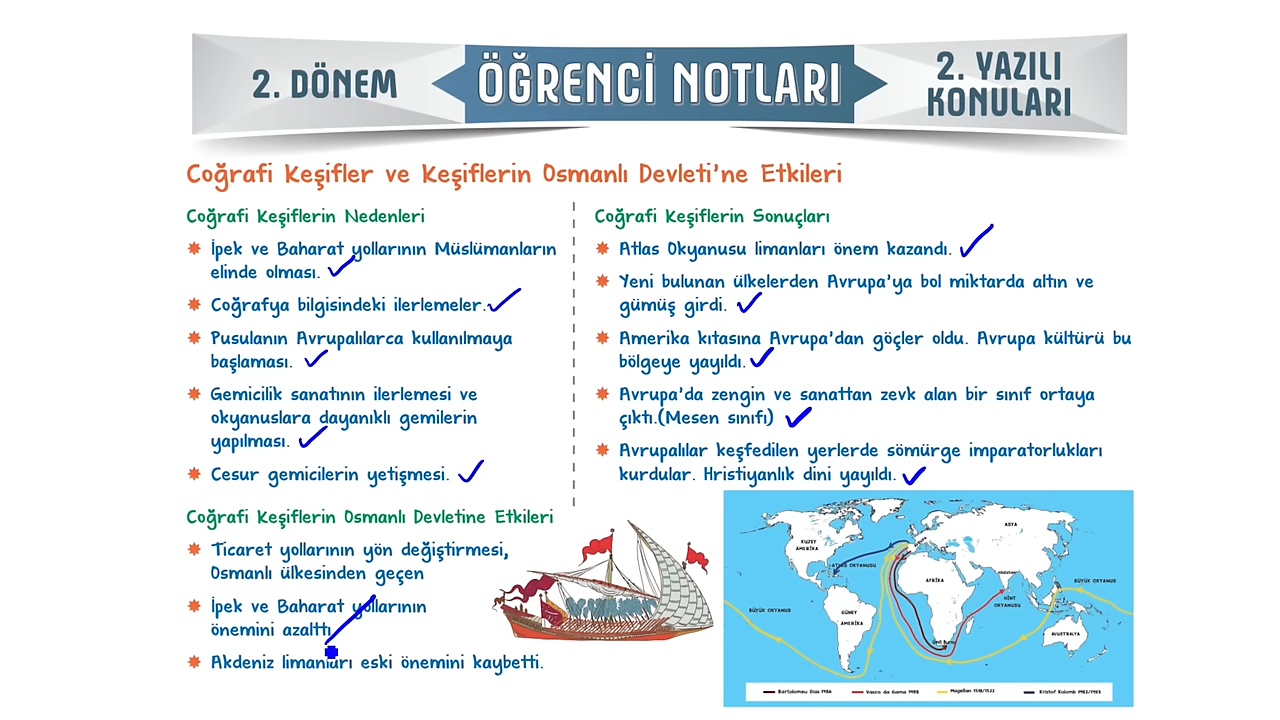 2. DÖNEM
ÖĞRENCİ NOTLARI
2. YAZILI
KONULARI
Coğrafi Keşifler ve Keşiflerin Osmanlı Devleti'ne Etkileri
Coğrafi Keşiflerin Nedenleri
İpek ve Baharat yollarının Müslümanların
elinde olması.
Coğrafya bilgisindeki ilerlemeler.
Pusulanın Avrupalılarca kullanılmaya
başlaması.
Gemicilik sanatının ilerlemesi ve
okyanuslara dayanıklı gemilerin
yapılması.
Cesur gemicilerin yetişmesi.
Coğrafi Keşiflerin Osmanlı Devletine Etkileri
Ticaret yollarının yön değiştirmesi,
Osmanlı ülkesinden geçen
İpek ve Baharat yollarının
önemini azalttı
Akdeniz limanları eski önemini kaybetti.
Coğrafi Keşiflerin Sonuçları
Atlas Okyanusu limanları önem kazandı.
Yeni bulunan ülkelerden Avrupa'ya bol miktarda altın ve
gümüş girdi.
Amerika kıtasına Avrupa'dan göçler oldu. Avrupa kültürü bu
bölgeye yayıldı.
Avrupa'da zengin ve sanattan zevk alan bir sınıf ortaya
çıktı.(Mesen sınıfı)
Avrupalılar keşfedilen yerlerde sömürge imparatorlukları
kurdular. Hristiyanlık dini yayıldı.
KUZEY
AMERİKA
ASYA
ATLAS OKYANUSU
AFRİKA
BÜYÜK OKYANUS
HİNT
OKYANUSU
BÜYÜK OKYANUS
GÜNEY
AMERİKA
AVUSTRALYA
Ümit Burnu
Bartolomeu Dias
Vasco da Gama
Magellan
Kristof Kolomb